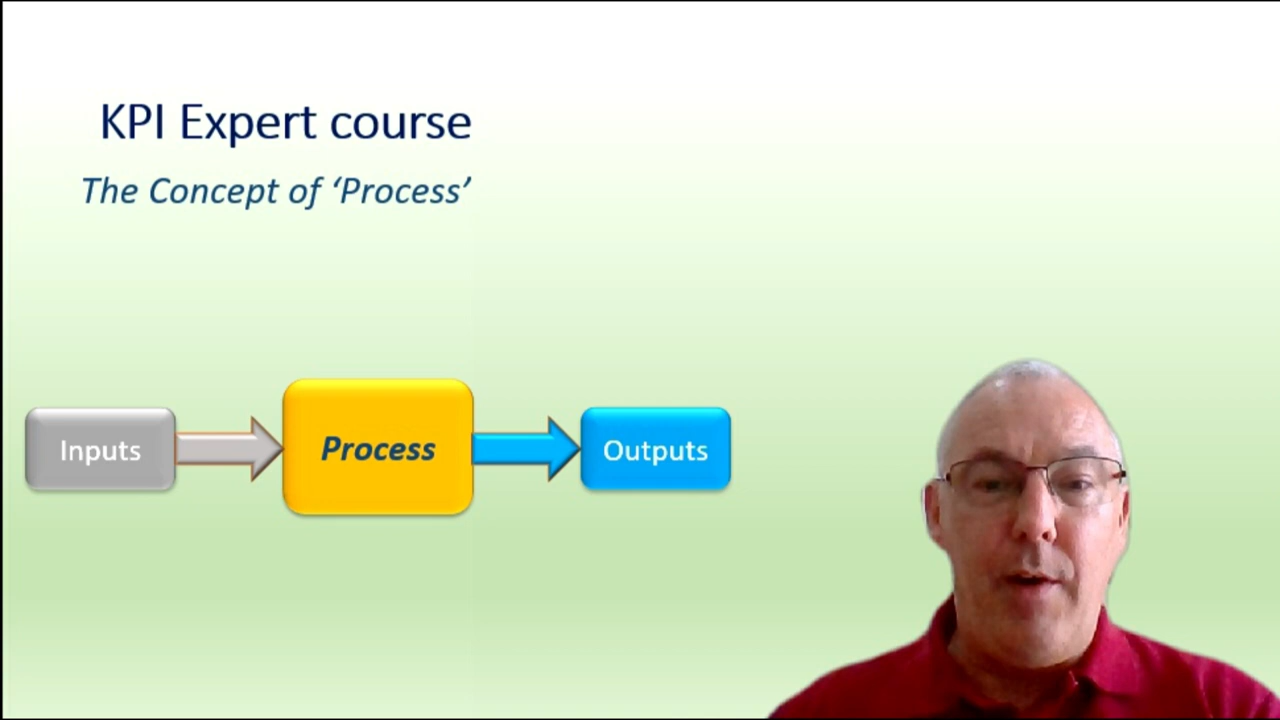 KPI Expert course
The Concept of ‘Process’
Inputs
Process
Outputs